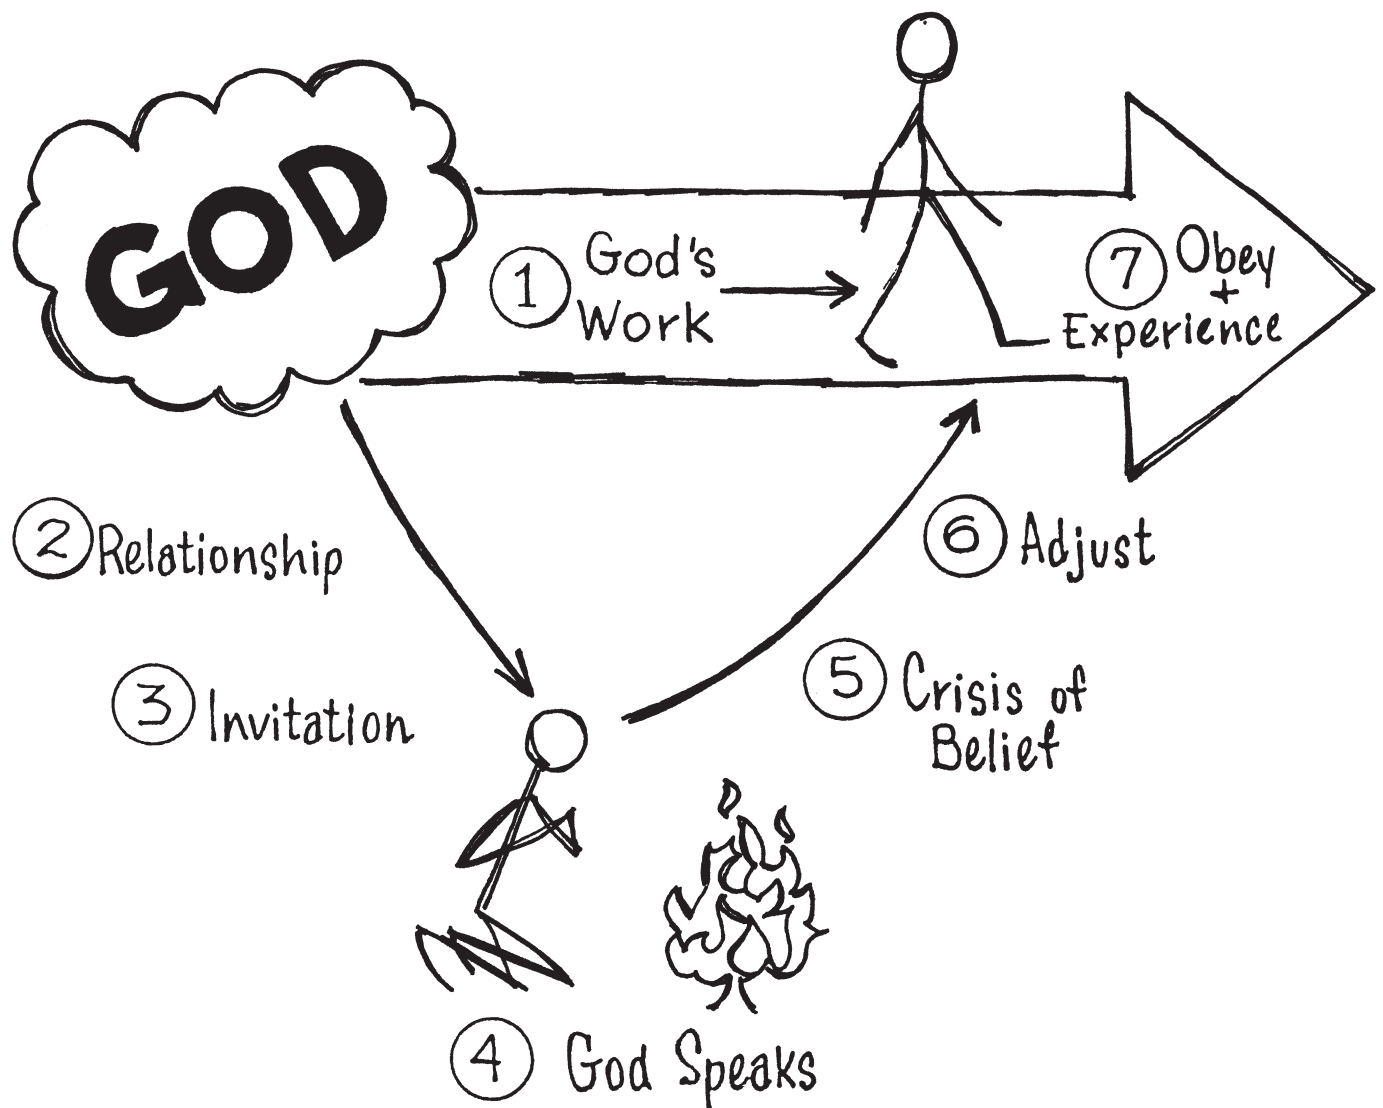 GOD
1 God's
Work
7 Obey
+
Experience
2 Relationship
3 Invitation
4 God Speaks
5 Crisis of
Belief
6 Adjust